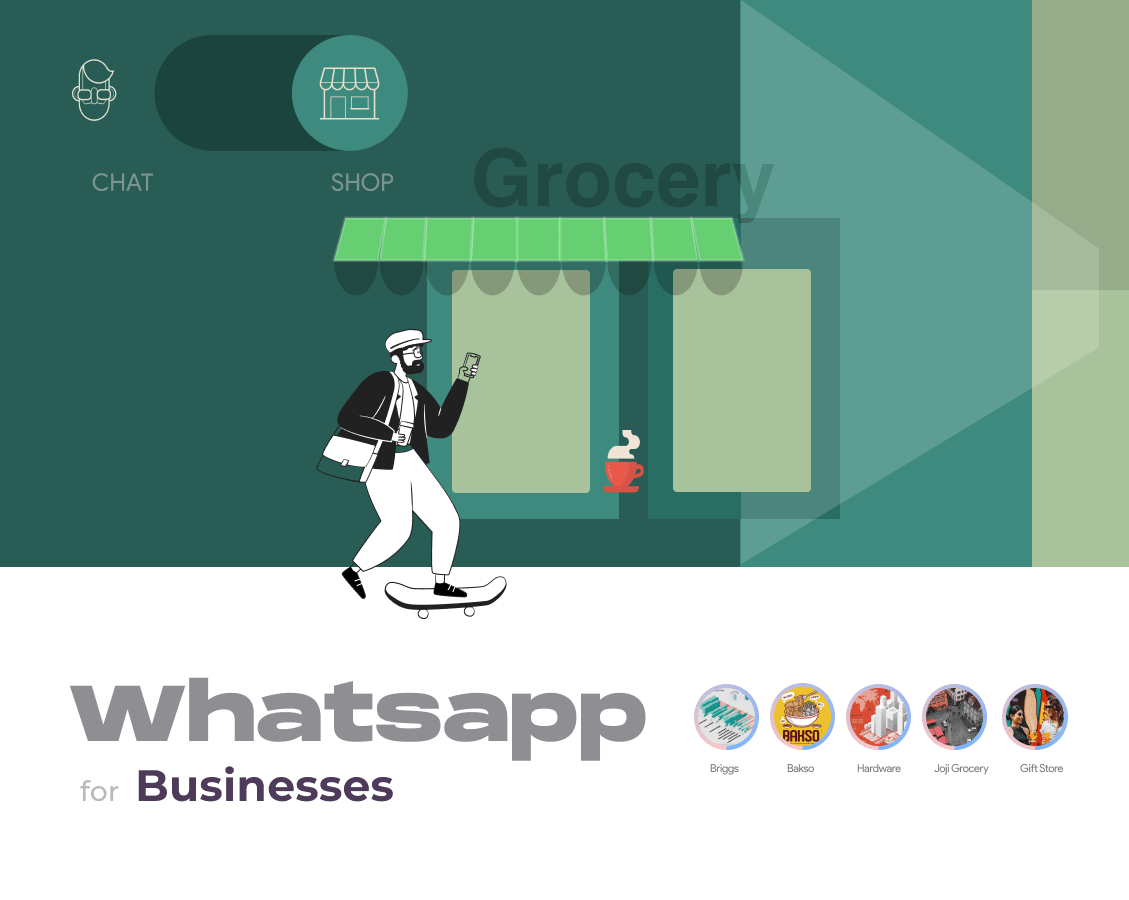 CHAT
SHOP
Grocery
Whatsapp
for Businesses
BAKSO
Briggs
Bakso
Hardware
Joji Grocery
Gift Store